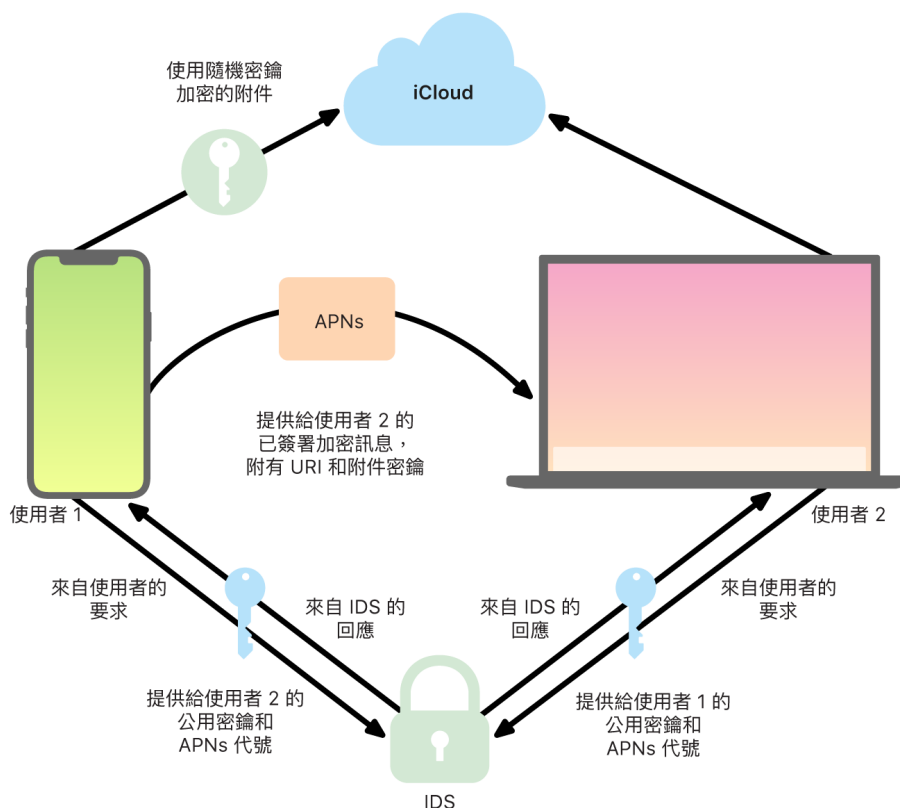 使用隨機密鑰
加密的附件
iCloud
APNs
提供給使用者 2 的
已簽署加密訊息，
附有 URI 和附件密鑰
使用者 1
使用者 2
來自使用者的
要求
來自 IDS 的
回應
來自 IDS 的
回應
來自使用者的
要求
提供給使用者 2 的
公用密鑰和
APNs 代號
提供給使用者 1 的
公用密鑰和
APNs 代號
IDS